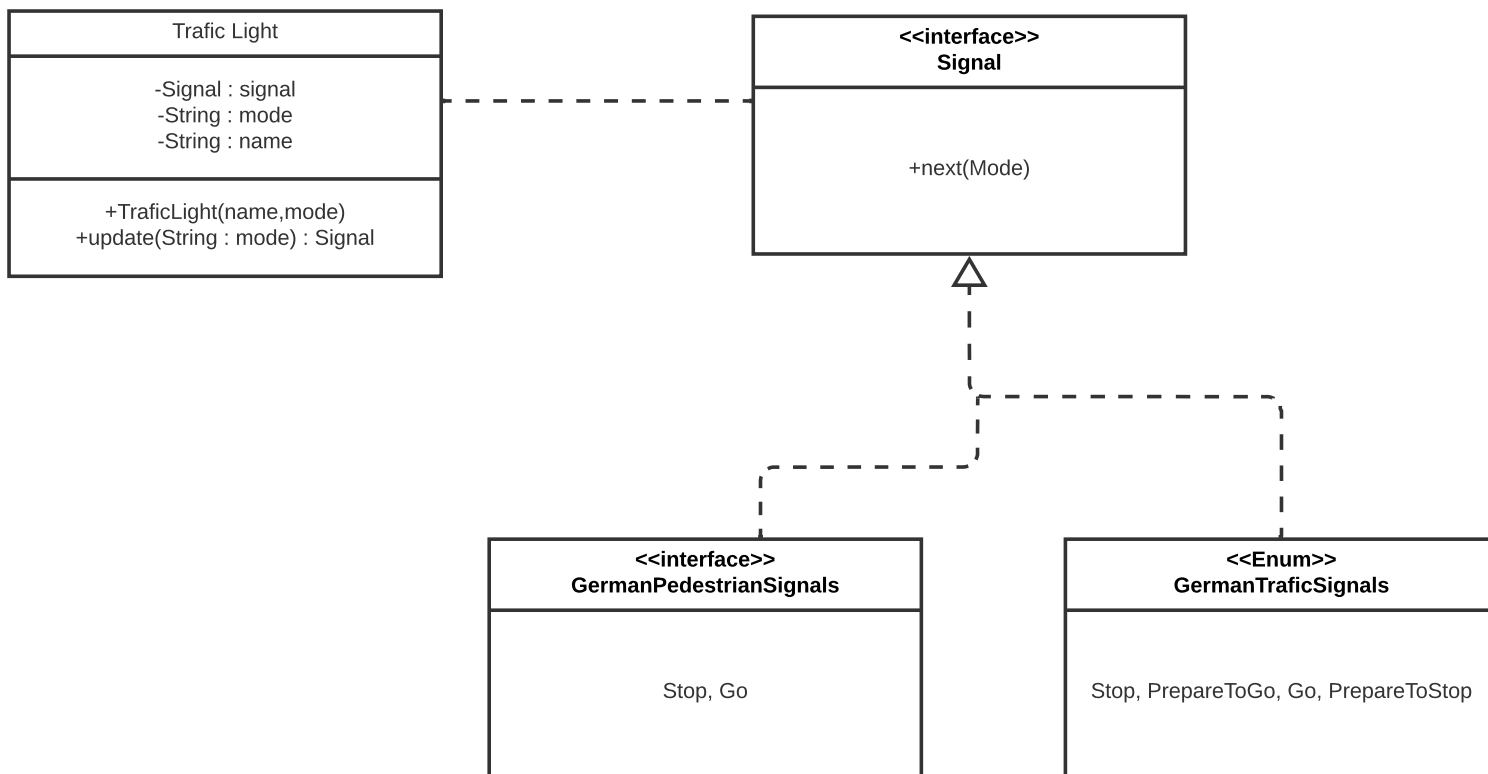 Trafic Light
-Signal : signal
-String : mode
-String : name
+TraficLight(name,mode)
+update(String : mode) : Signal
<<interface>>
Signal
+next(Mode)
<<interface>>
GermanPedestrianSignals
Stop, Go
<<Enum>>
GermanTraficSignals
Stop, PrepareToGo, Go, PrepareToStop